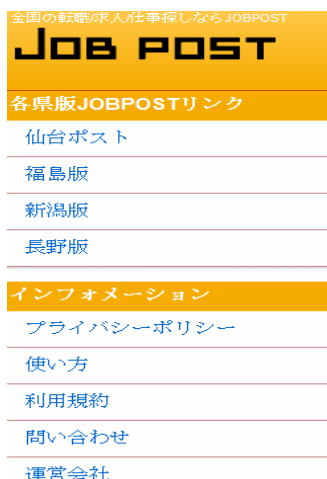 全国の転職/求人/仕事探しならJOBPOST
JOB POST
各県版JOBPOSTリンク
仙台ポスト
福島版
新潟版
長野版
インフォメーション
プライバシーポリシー
使い方
利用規約
問い合わせ
運営会社